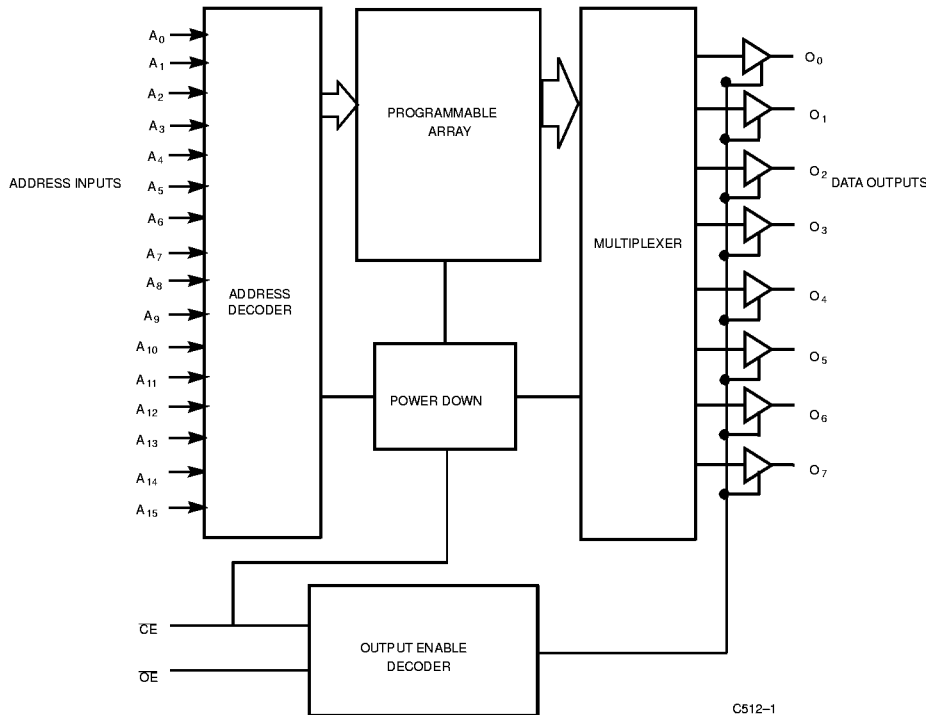 A0
A1
A2
A3
A4
A5
A6
A7
A8
A9
A10
A11
A12
A13
A14
A15
ADDRESS INPUTS
ADDRESS
DECODER
PROGRAMMABLE
ARRAY
POWER DOWN
MULTIPLEXER
O0
O1
O2
O3
O4
O5
O6
O7
DATA OUTPUTS
CE
OE
OUTPUT ENABLE
DECODER
C512–1